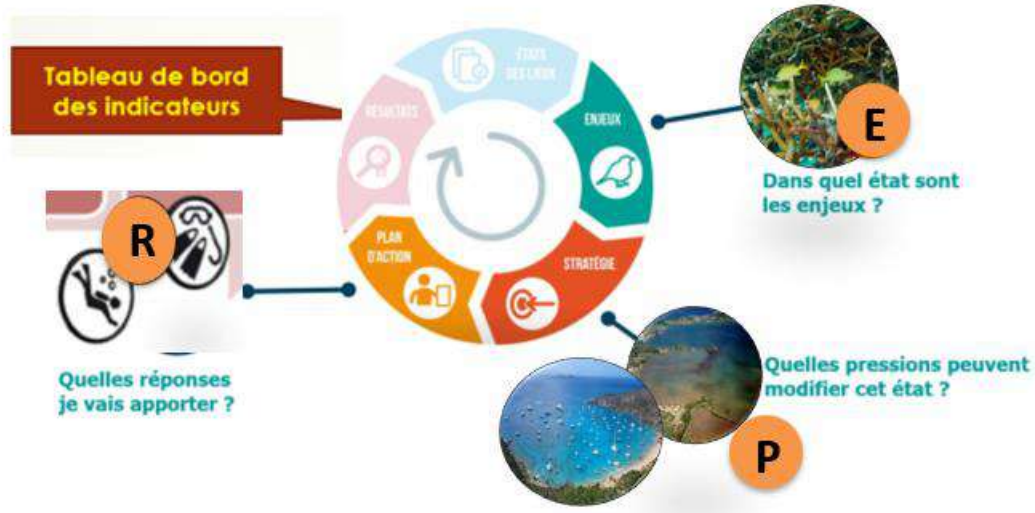 Tableau de bord
des indicateurs
ÉTATS
DES LIEUX
RÉSULTATS
ENJEUX
E
Dans quel état sont
les enjeux ?
R
PLAN
D'ACTION
STRATÉGIE
Quelles réponses
je vais apporter ?
Quelles pressions peuvent
modifier cet état ?
P